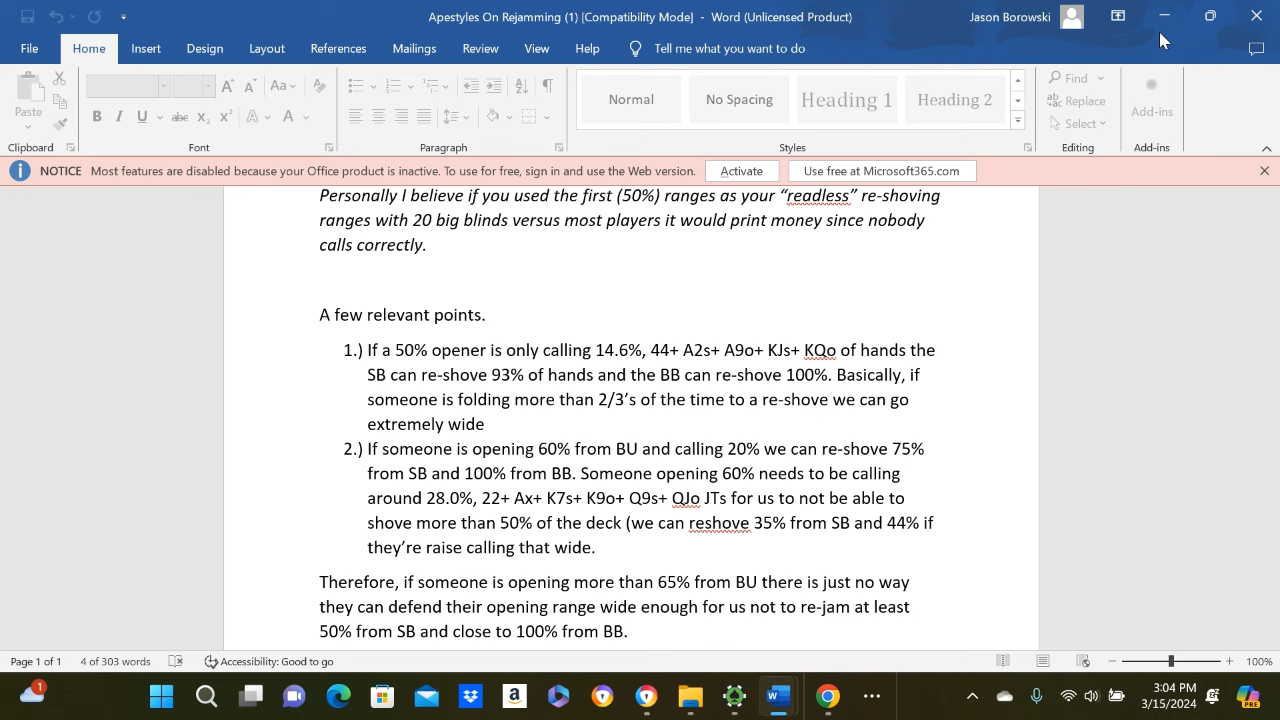 Apestyles On Rejamming (1) [Compatibility Mode] - Word (Unlicensed Product)
Jason Borowski
File Home Insert Design Layout References Mailings Review View Help Tell me what you want to do
Paste
Clipboard
Aa
B I U abc x₂ x² A A
Font
Paragraph
Normal No Spacing Heading 1 Heading 2
Styles
Find
Replace
Select
Editing
Add-ins
Add-ins
NOTICE Most features are disabled because your Office product is inactive. To use for free, sign in and use the Web version. Activate Use free at Microsoft365.com
Personally I believe if you used the first (50%) ranges as your “readless” re-shoving
ranges with 20 big blinds versus most players it would print money since nobody
calls correctly.
A few relevant points.
1.) If a 50% opener is only calling 14.6%, 44+ A2s+ A9o+ KJs+ KQo of hands the
SB can re-shove 93% of hands and the BB can re-shove 100%. Basically, if
someone is folding more than 2/3’s of the time to a re-shove we can go
extremely wide
2.) If someone is opening 60% from BU and calling 20% we can re-shove 75%
from SB and 100% from BB. Someone opening 60% needs to be calling
around 28.0%, 22+ Ax+ K7s+ K9o+ Q9s+ QJo JTs for us to not be able to
shove more than 50% of the deck (we can reshove 35% from SB and 44% if
they’re raise calling that wide.
Therefore, if someone is opening more than 65% from BU there is just no way
they can defend their opening range wide enough for us not to re-jam at least
50% from SB and close to 100% from BB.
Page 1 of 1 4 of 303 words Accessibility: Good to go 100%
1
3:04 PM
3/15/2024
PRE